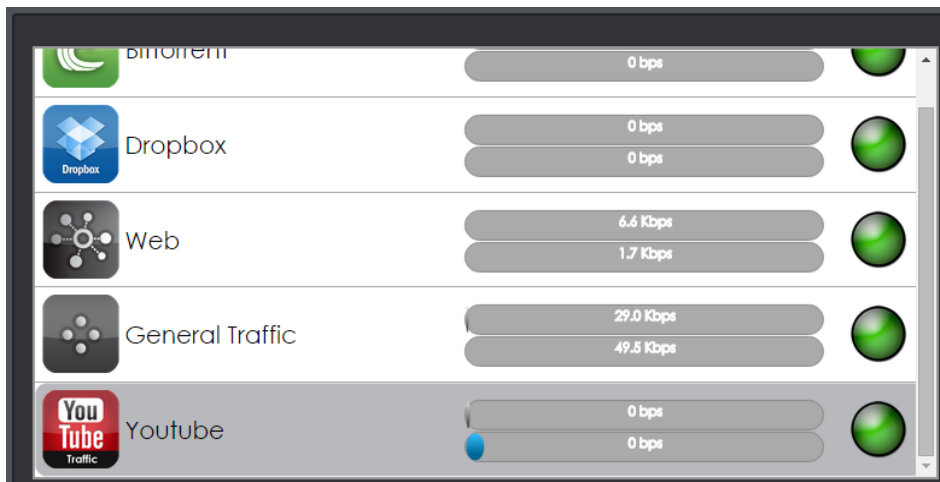 Bittorrent
0 bps
Dropbox
Dropbox
0 bps
0 bps
Web
6.6 Kbps
1.7 Kbps
General Traffic
29.0 Kbps
49.5 Kbps
You
Tube
Traffic
Youtube
0 bps
0 bps